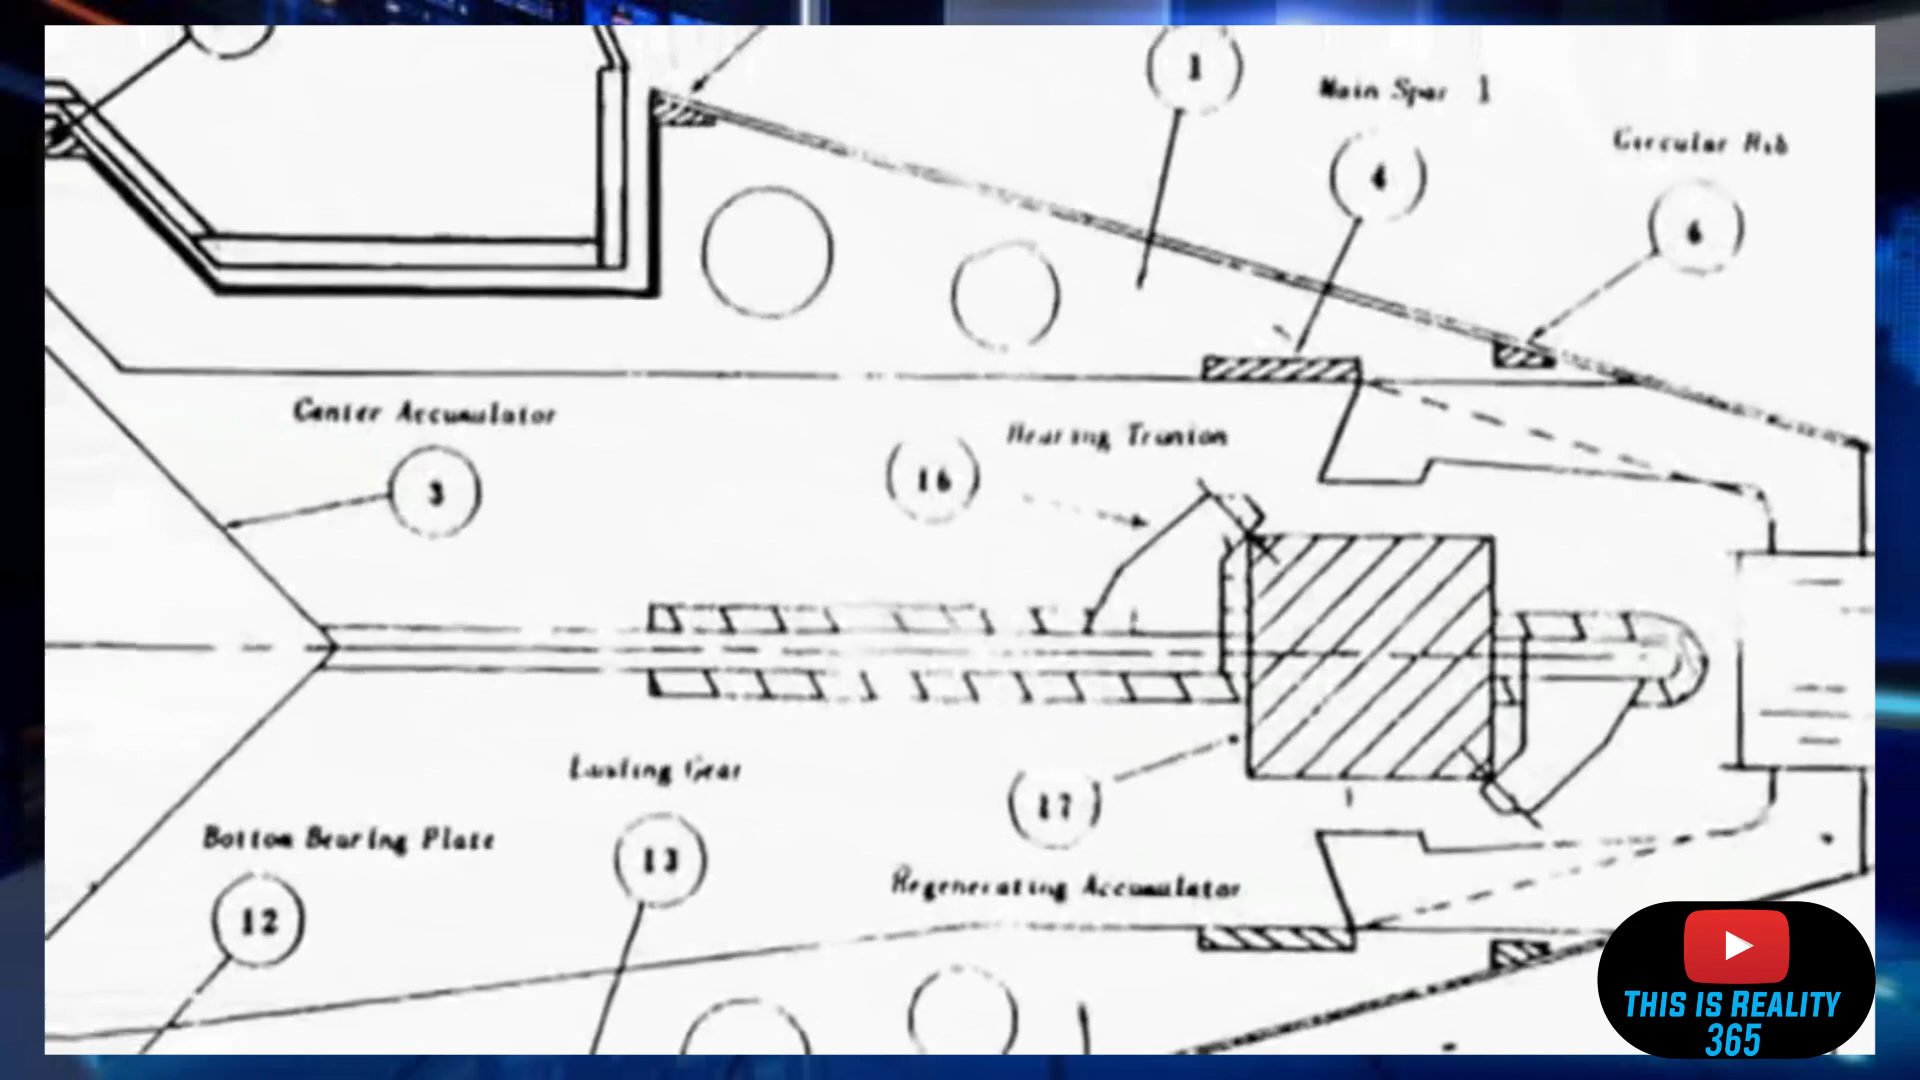 1
Main Spar 1
4
Circular Rib
6
Center Accumulator
3
Bearing Trunion
16
17
Regenerating Accumulator
Landing Gear
13
Bottom Bearing Plate
12
THIS IS REALITY
365